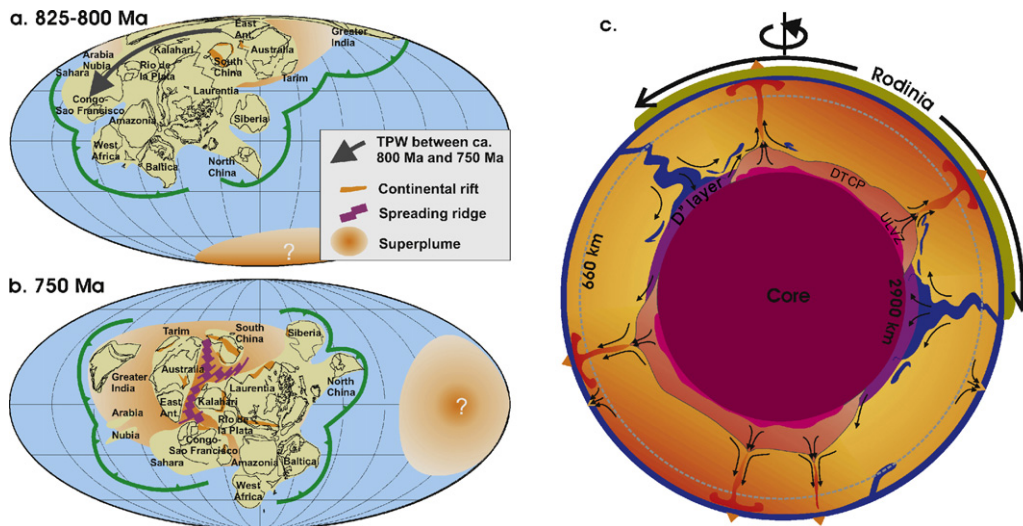 a. 825-800 Ma
East
Ant.
Greater
India
Kalahari
Australia
Arabia
Nubia
Rio de
la Plata
South
China
Sahara
Tarim
Laurentia
Congo-
Sao Francisco
Amazonia
Siberia
West
Africa
Baltica
North
China
TPW between ca.
800 Ma and 750 Ma
Continental rift
Spreading ridge
Superplume
?
b. 750 Ma
Tarim
South
China
Siberia
Australia
Greater
India
Laurentia
North
China
East
Ant.
Kalahari
Arabia
Rio de
la Plata
Nubia
Congo-
Sao Francisco
Sahara
Amazonia
Baltica
West
Africa
?
c.
Rodinia
DTCP
D" layer
ULVZ
660 km
Core
2900 km